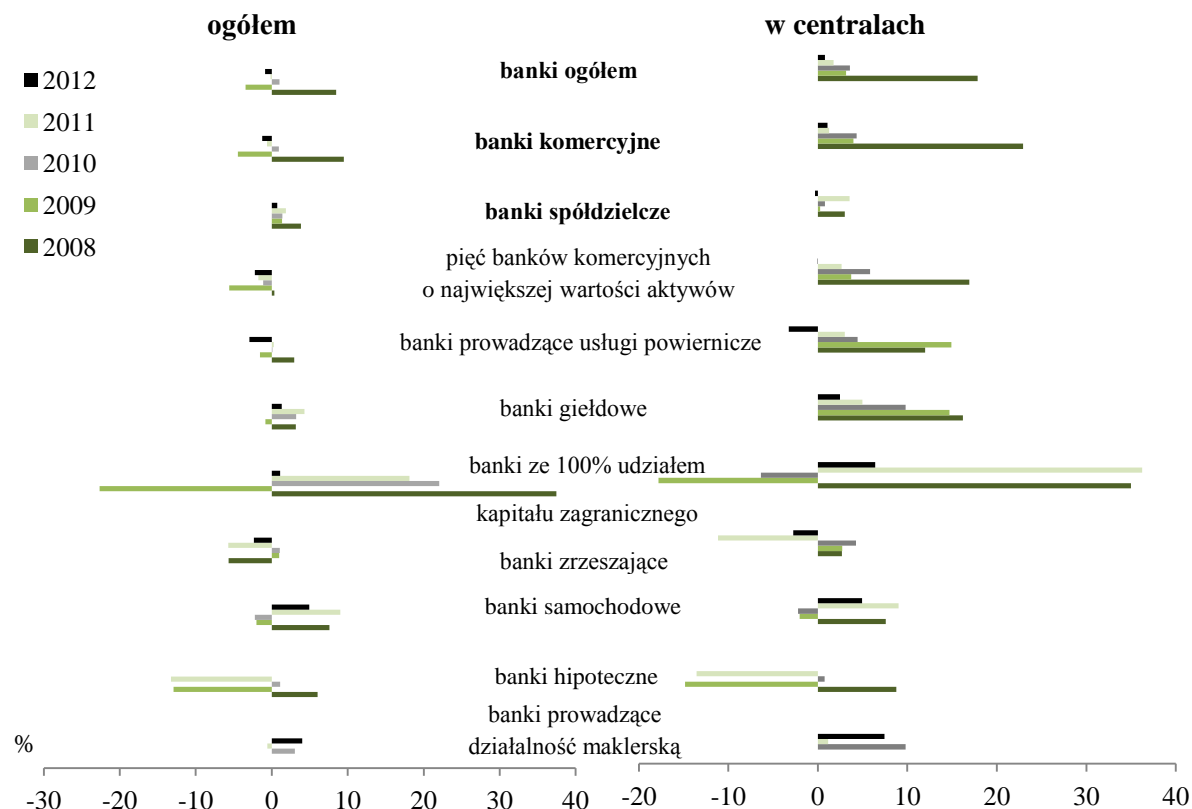 ogółem
w centralach
2012
2011
2010
2009
2008
banki ogółem
banki komercyjne
banki spółdzielcze
pięć banków komercyjnych
o największej wartości aktywów
banki prowadzące usługi powiernicze
banki giełdowe
banki ze 100% udziałem
kapitału zagranicznego
banki zrzeszające
banki samochodowe
banki hipoteczne
banki prowadzące
działalność maklerską
%
-30 -20 -10 0 10 20 30 40
-20 -10 0 10 20 30 40